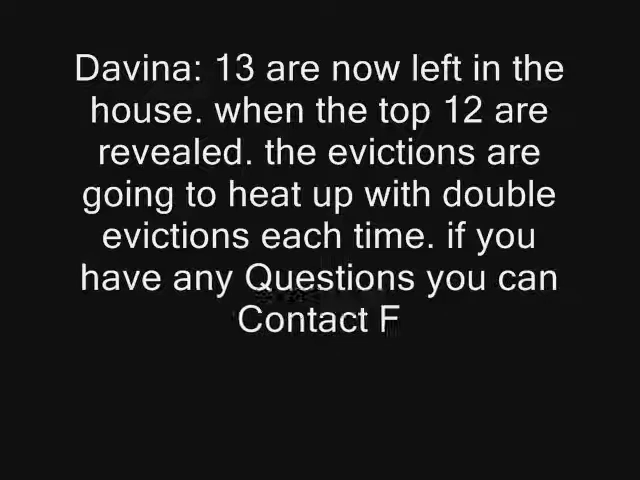 Davina: 13 are now left in the
house. when the top 12 are
revealed. the evictions are
going to heat up with double
evictions each time. if you
have any Questions you can
Contact F